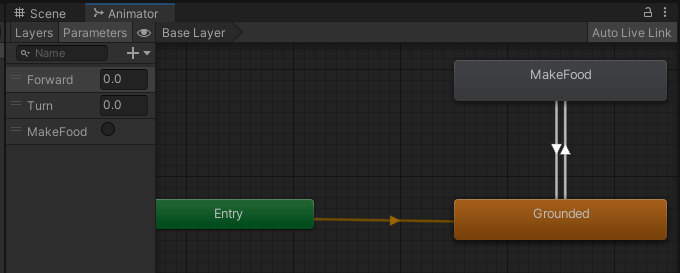 Scene Animator
Layers Parameters Base Layer Auto Live Link
Name
Forward 0.0
Turn 0.0
MakeFood
MakeFood
Entry
Grounded